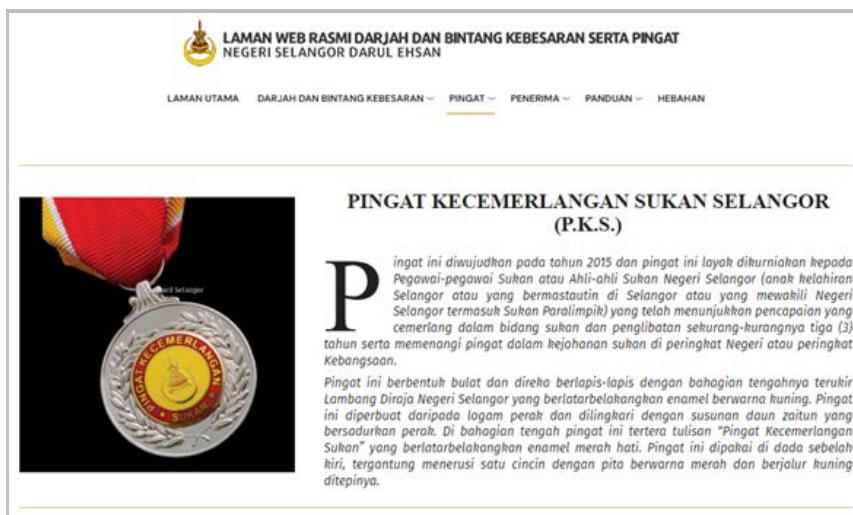 LAMAN WEB RASMI DARJAH DAN BINTANG KEBESARAN SERTA PINGAT
NEGERI SELANGOR DARUL EHSAN
LAMAN UTAMA DARJAH DAN BINTANG KEBESARAN PINGAT PENERIMA PANDUAN HEBAHAN
PINGAT KECEMERLANGAN SUKAN SELANGOR
(P.K.S.)
Pingat ini diwujudkan pada tahun 2015 dan pingat ini layak dikurniakan kepada
Pegawai-pegawai Sukan atau Ahli-ahli Sukan Negeri Selangor (anak kelahiran
Selangor atau yang bermastautin di Selangor atau yang mewakili Negeri
Selangor termasuk Sukan Paralimpik) yang telah menunjukkan pencapaian yang
cemerlang dalam bidang sukan dan penglibatan sekurang-kurangnya tiga (3)
tahun serta memenangi pingat dalam kejohanan sukan di peringkat Negeri atau peringkat
Kebangsaan.
Pingat ini berbentuk bulat dan direka berlapis-lapis dengan bahagian tengahnya terukir
Lambang Diraja Negeri Selangor yang berlatarbelakangkan enamel berwarna kuning. Pingat
ini diperbuat daripada logam perak dan dilingkari dengan susunan daun zaitun yang
bersadurkan perak. Di bahagian tengah pingat ini tertera tulisan "Pingat Kecemerlangan
Sukan" yang berlatarbelakangkan enamel merah hati. Pingat ini dipakai di dada sebelah
kiri, tergantung menerusi satu cincin dengan pita berwarna merah dan berjalur kuning
ditepinya.
Selangor
PINGAT KECEMERLANGAN
SUKAN